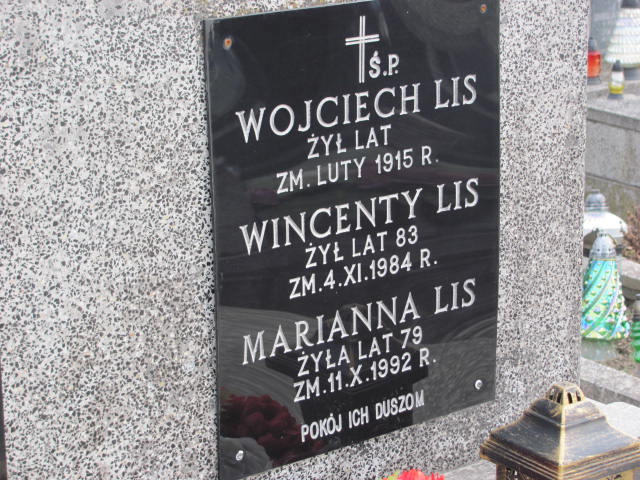 Ś.P.
WOJCIECH LIS
ŻYŁ LAT
ZM. LUTY 1915 R.
WINCENTY LIS
ŻYŁ LAT 83
ZM. 4.XI.1984 R.
MARIANNA LIS
ŻYŁA LAT 79
ZM. 11.X.1992 R.
POKÓJ ICH DUSZOM